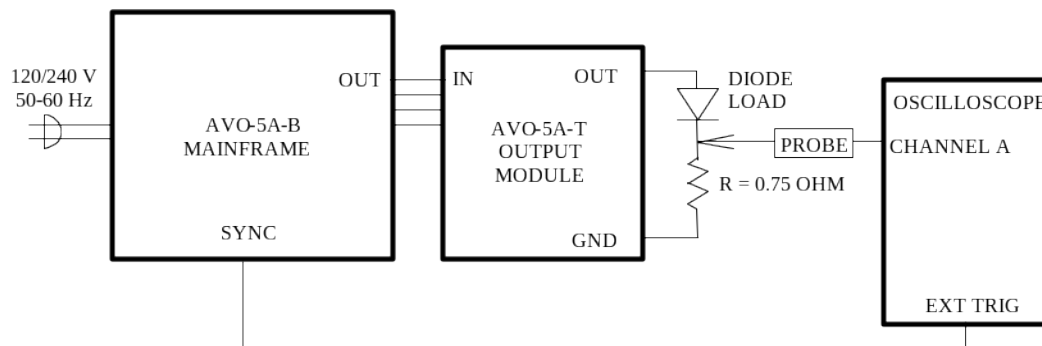 120/240 V
50-60 Hz
AVO-5A-B
MAINFRAME
OUT
SYNC
IN
OUT
AVO-5A-T
OUTPUT
MODULE
GND
DIODE
LOAD
R = 0.75 OHM
PROBE
OSCILLOSCOPE
CHANNEL A
EXT TRIG